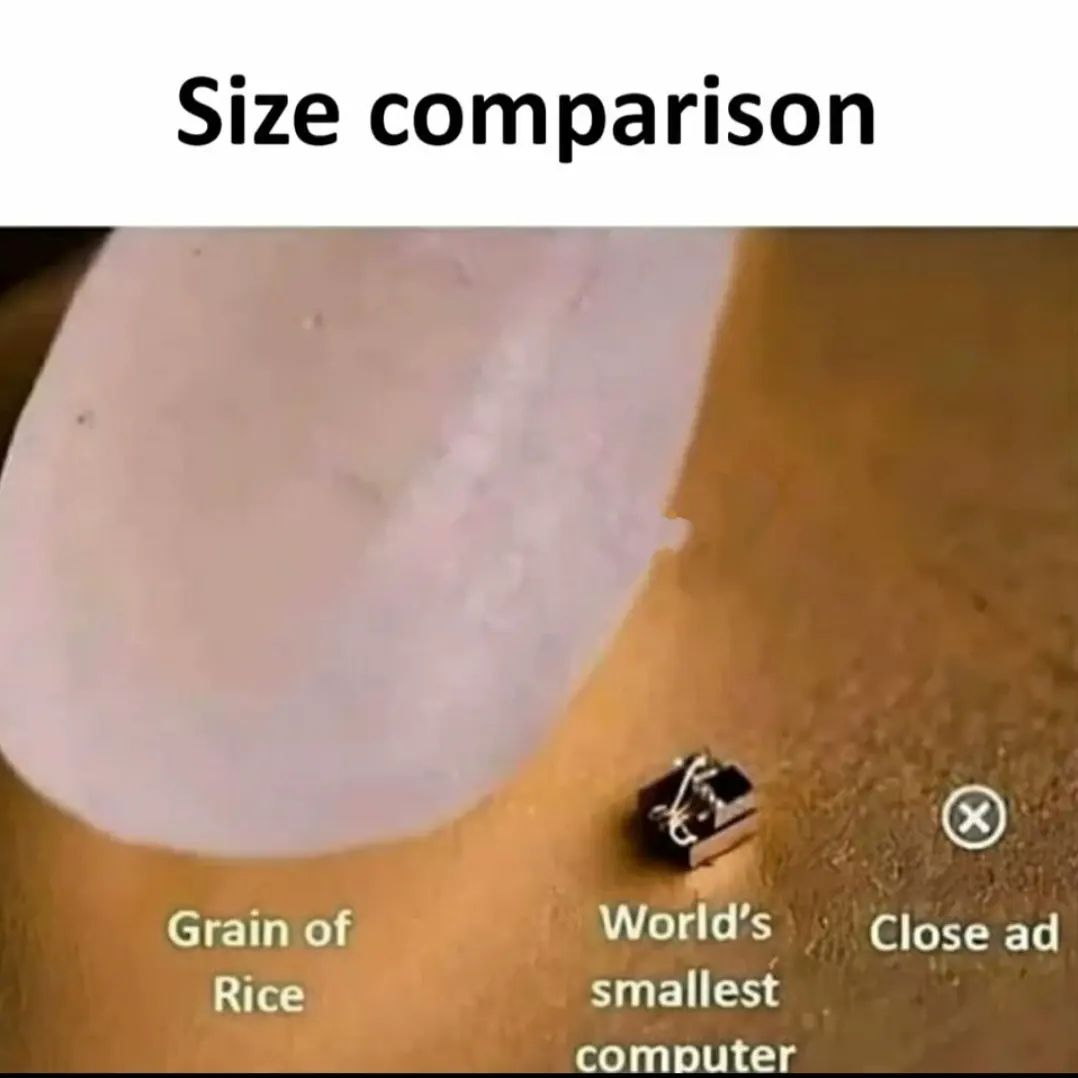 Size comparison
Grain of
Rice
World's
smallest
computer
Close ad